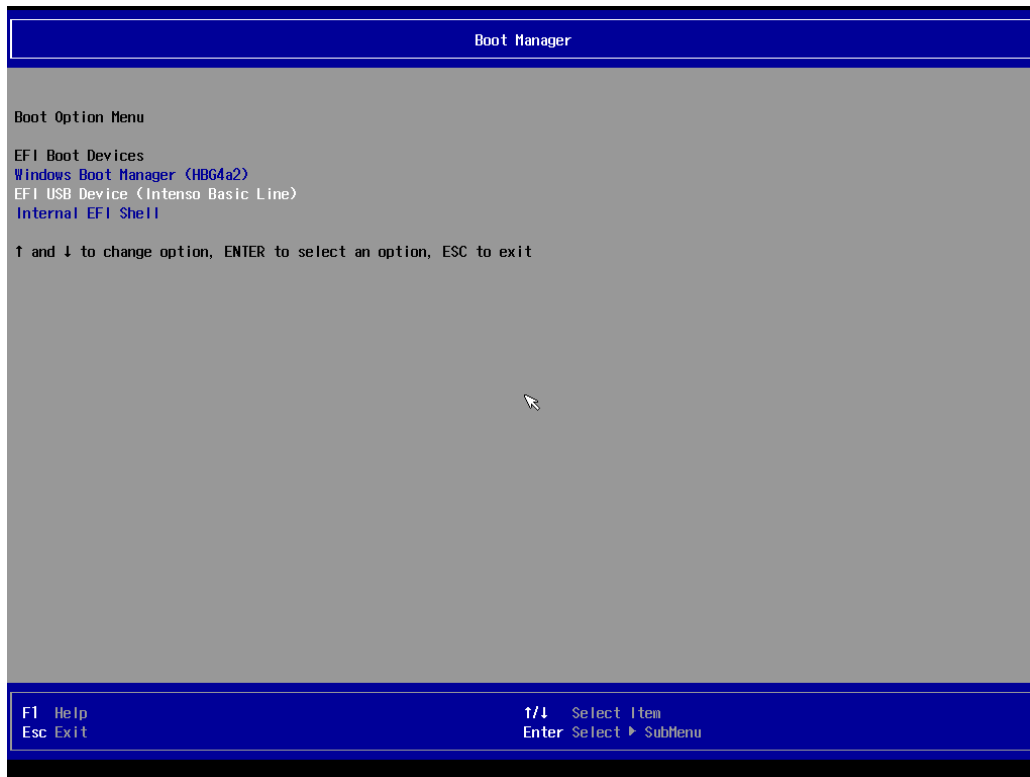 Boot Manager
Boot Option Menu
EFI Boot Devices
Windows Boot Manager (HBG4a2)
EFI USB Device (Intenso Basic Line)
Internal EFI Shell
↑ and ↓ to change option, ENTER to select an option, ESC to exit
F1 Help
↑/↓ Select Item
Esc Exit
Enter Select ▶ SubMenu